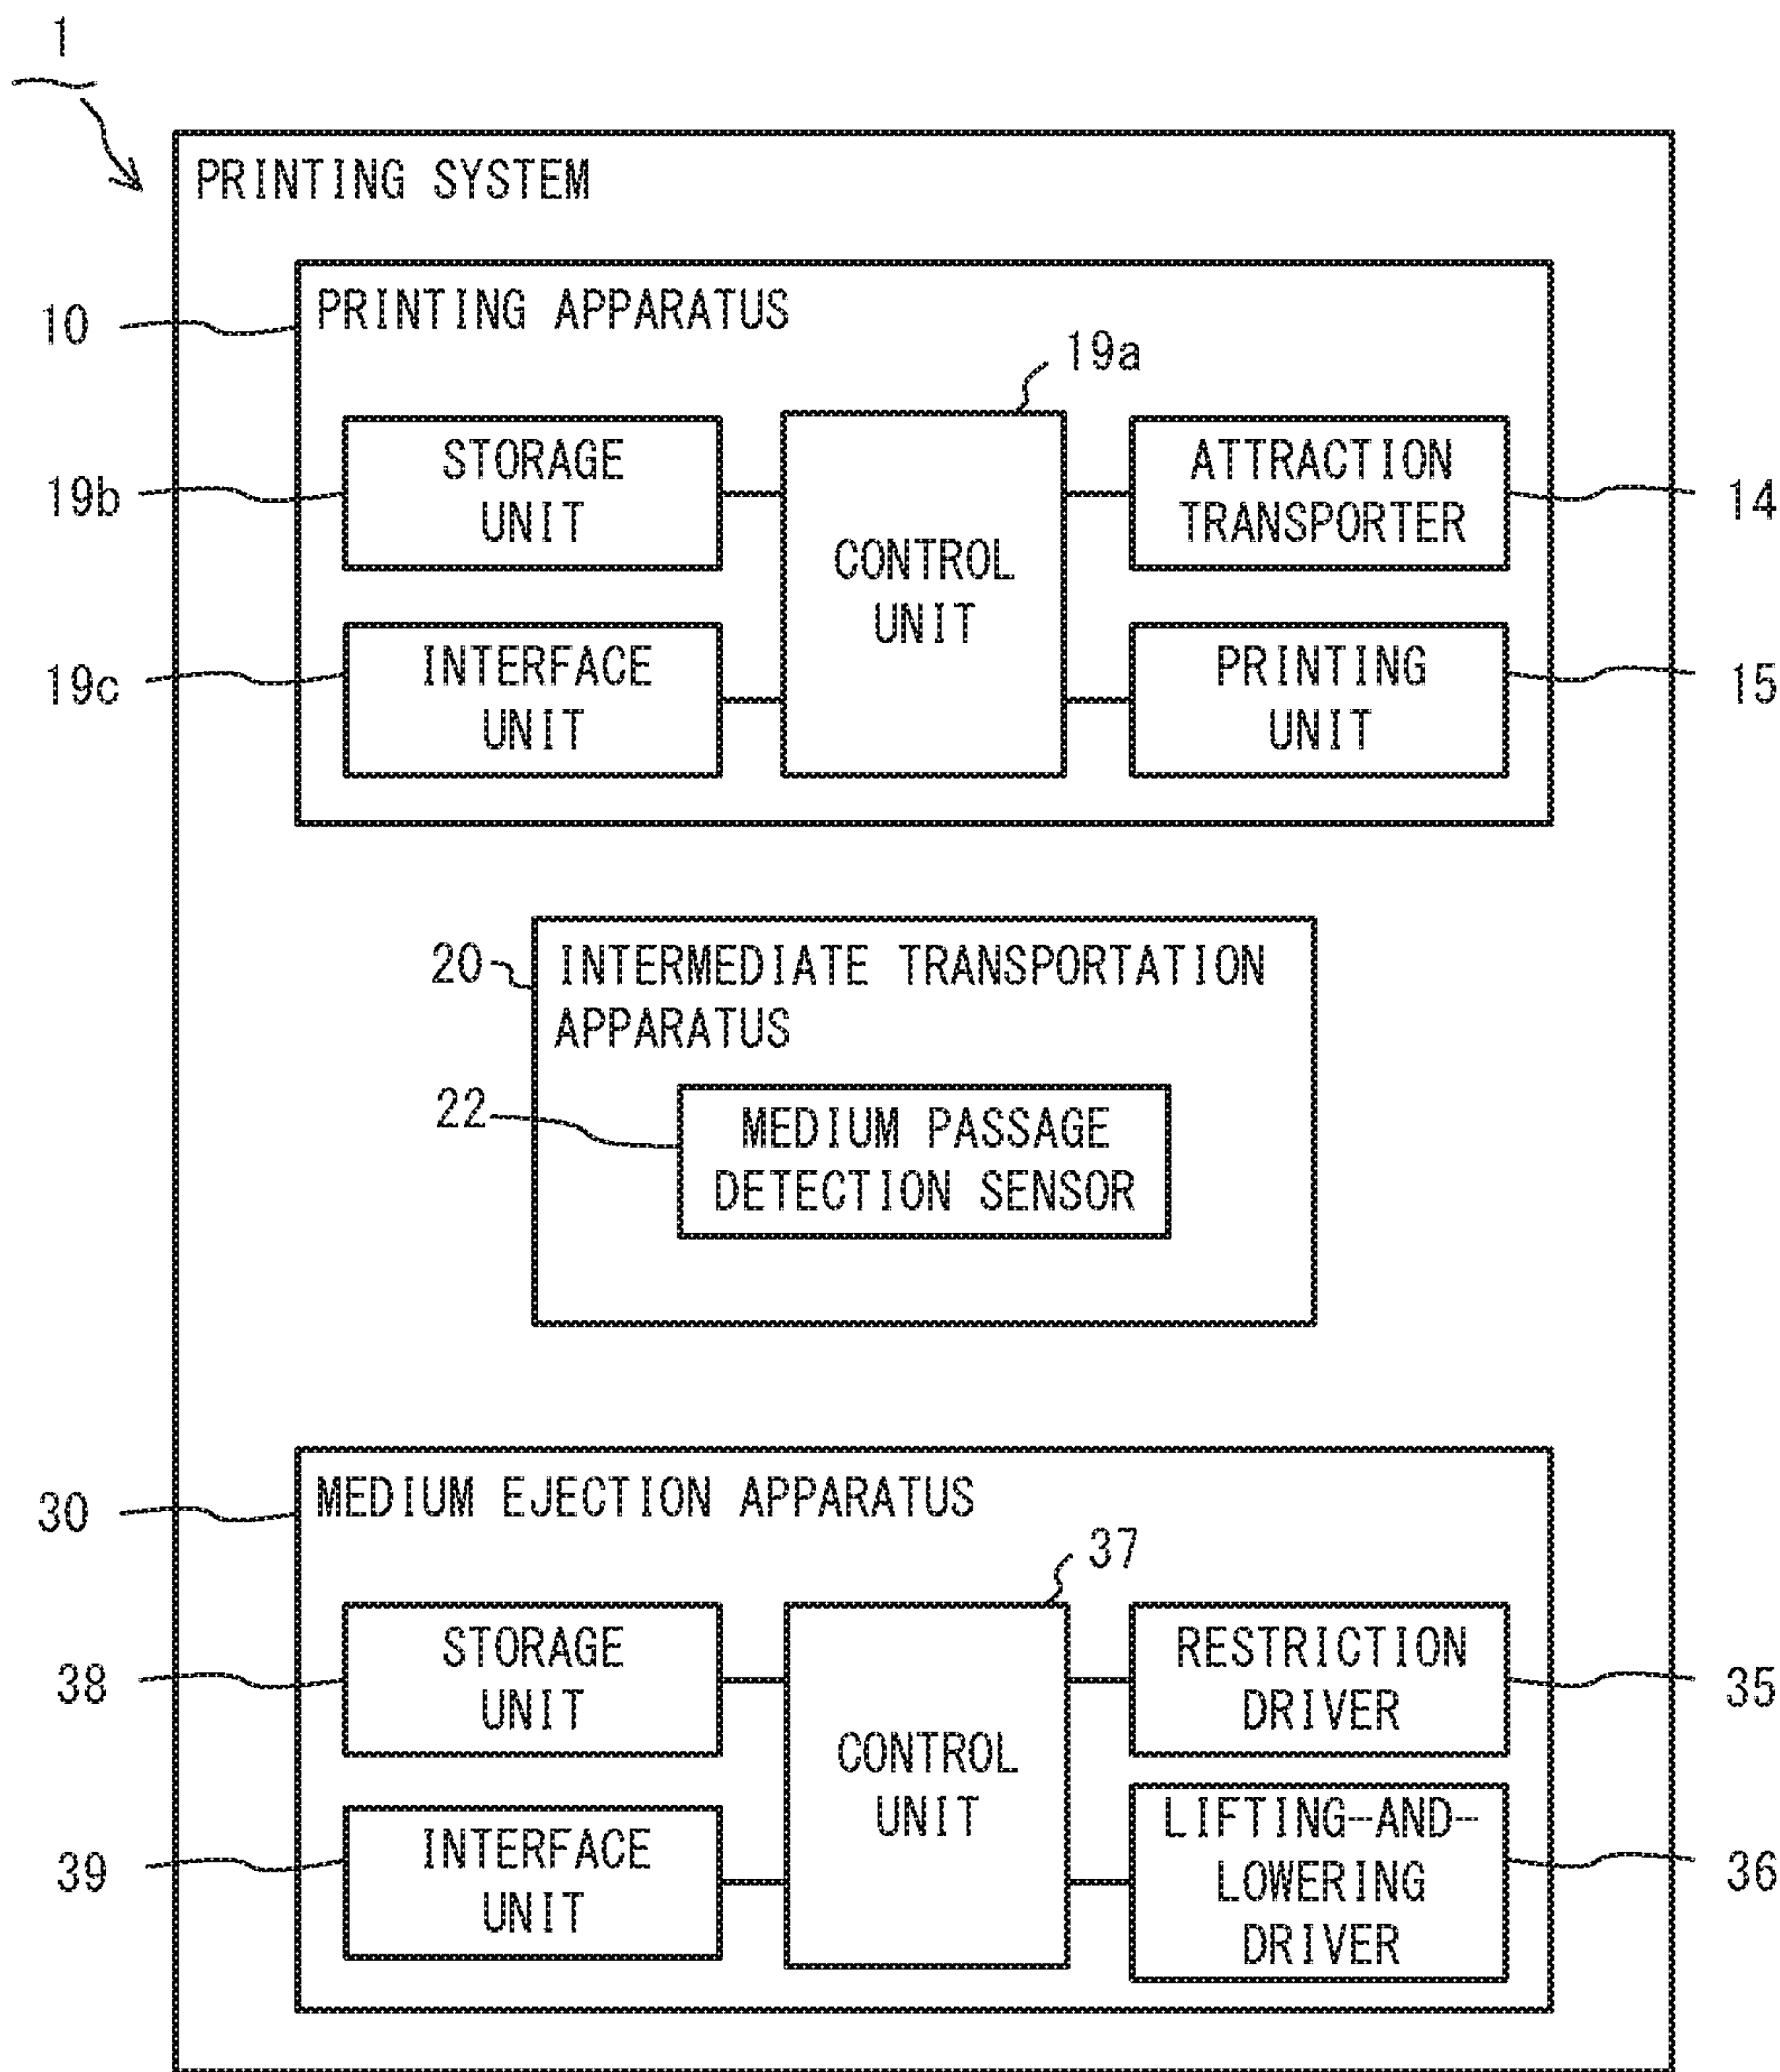 1
PRINTING SYSTEM
10
PRINTING APPARATUS
19a
19b
STORAGE
UNIT
CONTROL
UNIT
ATTRACTION
TRANSPORTER
14
19c
INTERFACE
UNIT
PRINTING
UNIT
15
20
INTERMEDIATE TRANSPORTATION
APPARATUS
22
MEDIUM PASSAGE
DETECTION SENSOR
30
MEDIUM EJECTION APPARATUS
37
38
STORAGE
UNIT
CONTROL
UNIT
RESTRICTION
DRIVER
35
39
INTERFACE
UNIT
LIFTING-AND-
LOWERING
DRIVER
36